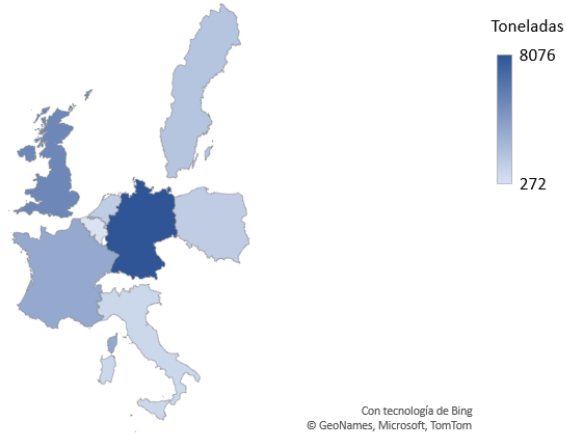 Toneladas
8076
272
Con tecnología de Bing
© GeoNames, Microsoft, TomTom